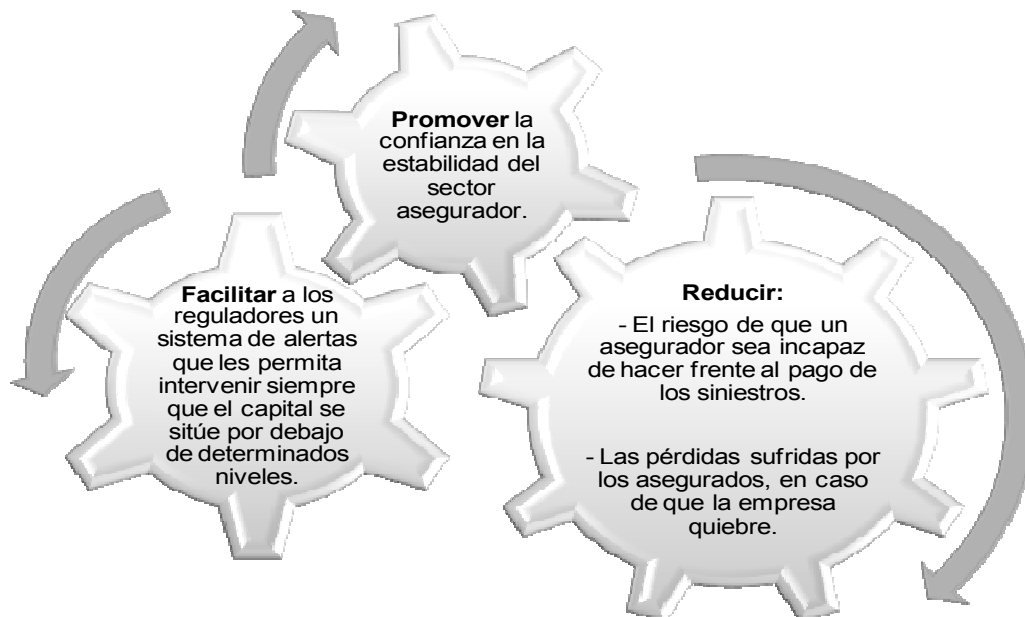 Promover la
confianza en la
estabilidad del
sector
asegurador.
Facilitar a los
reguladores un
sistema de alertas
que les permita
intervenir siempre
que el capital se
sitúe por debajo
de determinados
niveles.
Reducir:
- El riesgo de que un
asegurador sea incapaz
de hacer frente al pago de
los siniestros.
- Las pérdidas sufridas por
los asegurados, en caso
de que la empresa
quiebre.